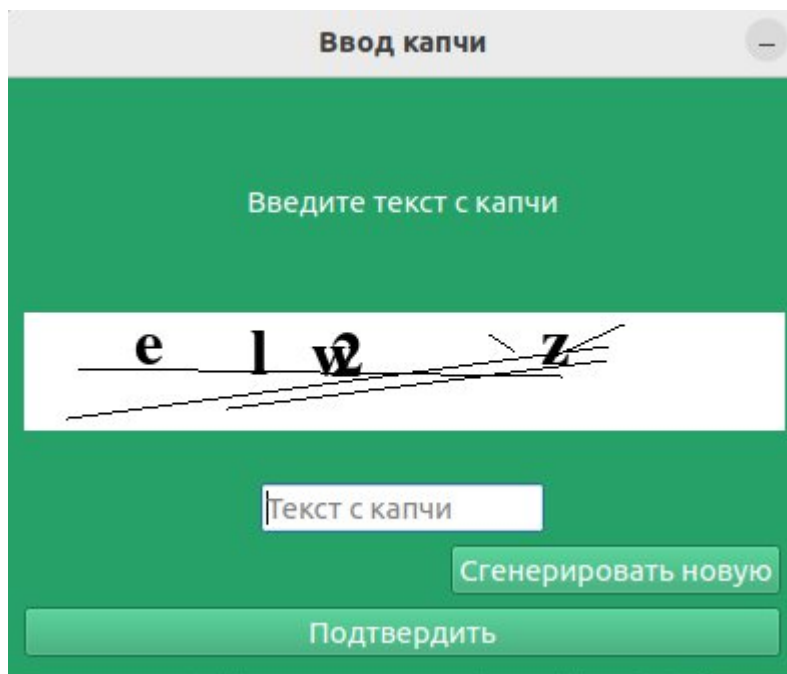 Ввод капчи
Введите текст с капчи
e l w2 z
Текст с капчи
Сгенерировать новую
Подтвердить